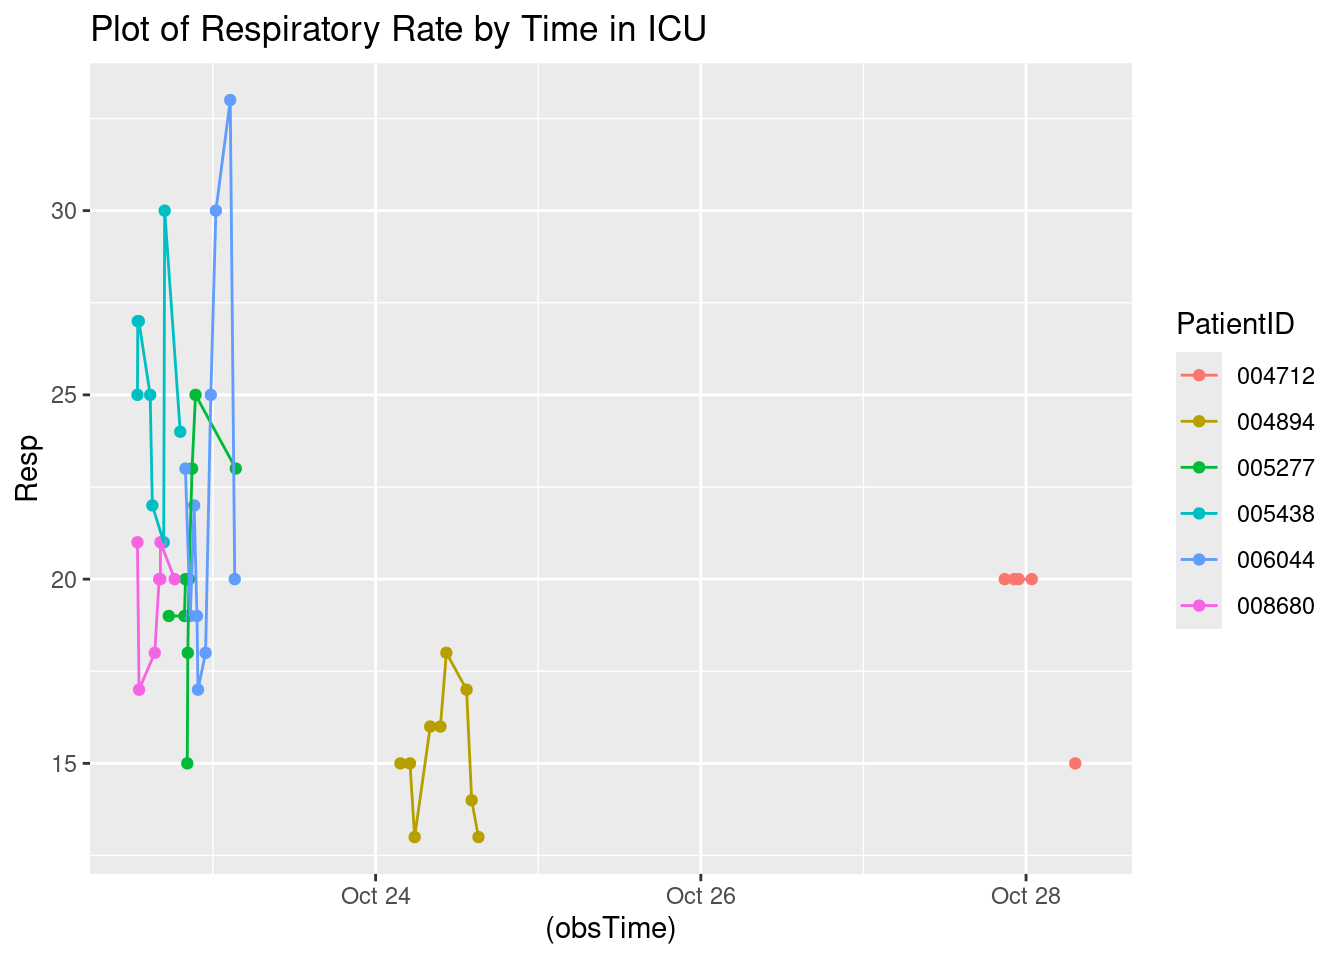 Plot of Respiratory Rate by Time in ICU
Resp
30
25
20
15
Oct 24
Oct 26
Oct 28
(obsTime)
PatientID
004712
004894
005277
005438
006044
008680